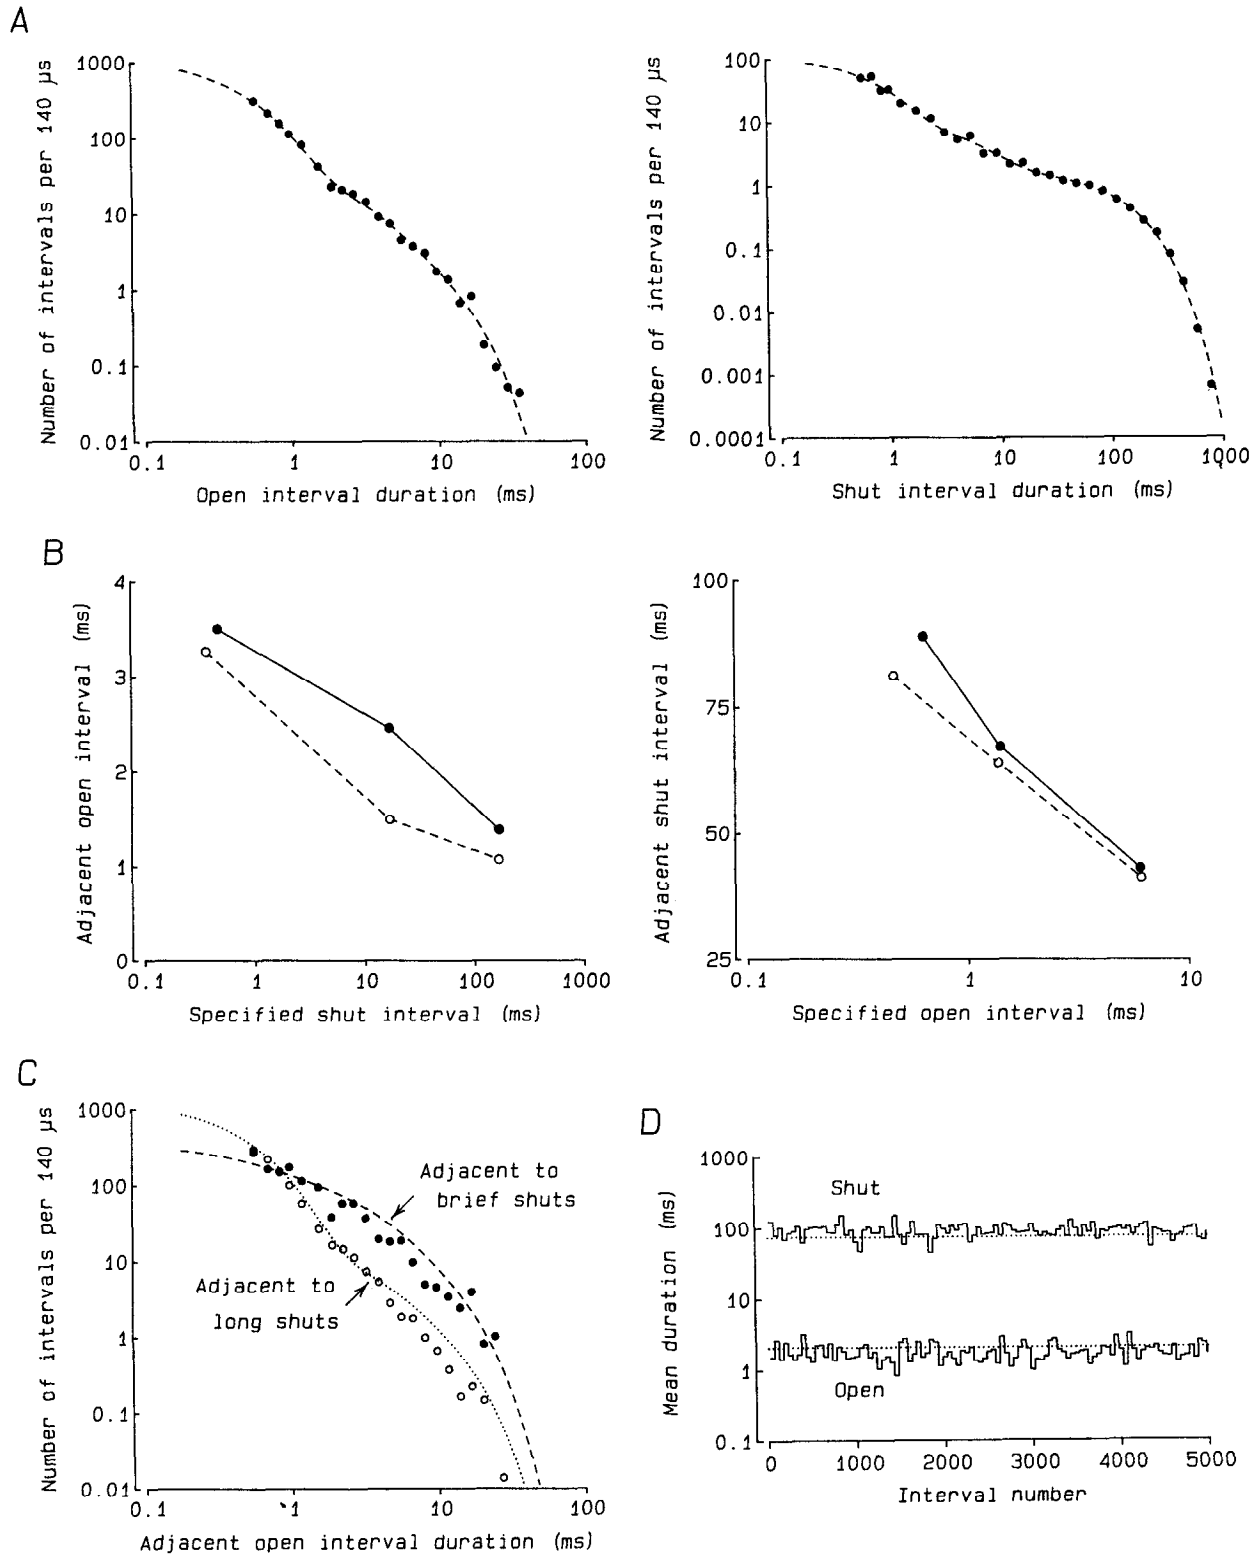 A
Number of intervals per 140 µs
1000
100
10
1
0.1
0.01
0.1
1
10
100
Open interval duration (ms)
Number of intervals per 140 µs
100
10
1
0.1
0.01
0.001
0.0001
0.1
1
10
100
1000
Shut interval duration (ms)
B
Adjacent open interval (ms)
4
3
2
1
0
0.1
1
10
100
1000
Specified shut interval (ms)
Adjacent shut interval (ms)
100
75
50
25
0.1
1
10
Specified open interval (ms)
C
Number of intervals per 140 µs
1000
100
10
1
0.1
0.01
Adjacent to
brief shuts
Adjacent to
long shuts
0.1
1
10
100
Adjacent open interval duration (ms)
D
Mean duration (ms)
1000
100
10
1
0.1
Shut
Open
0
1000
2000
3000
4000
5000
Interval number